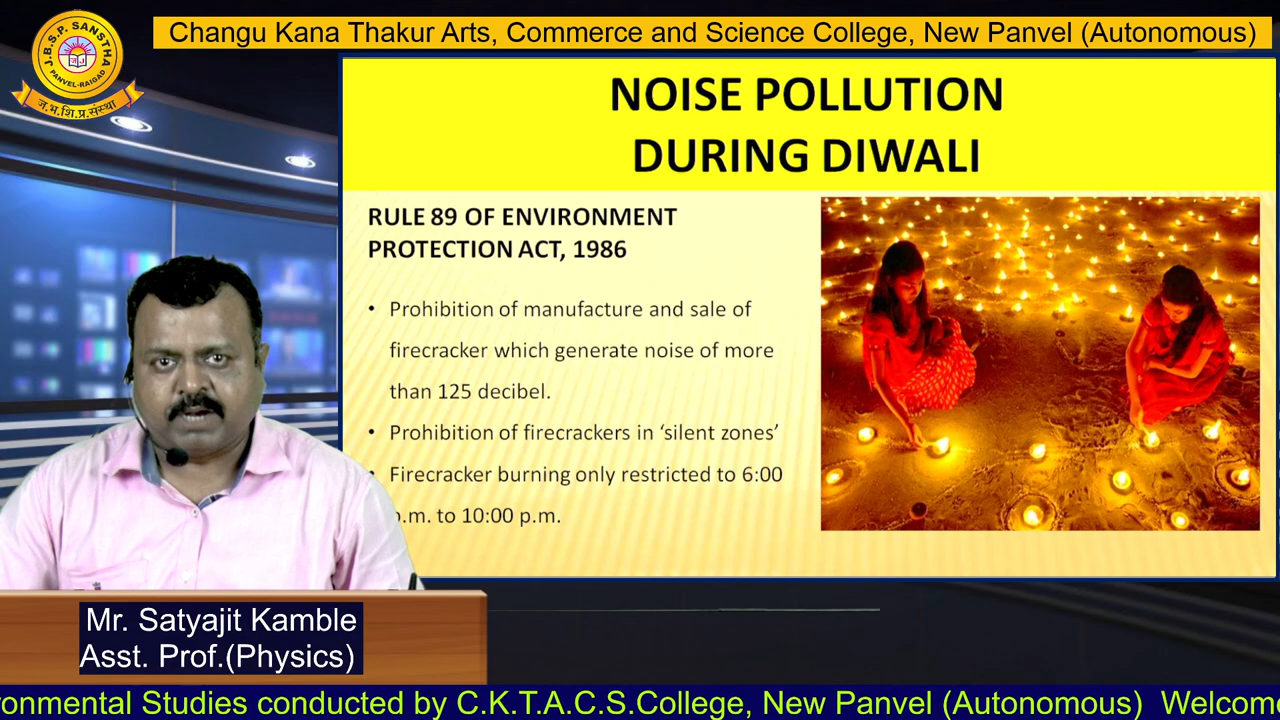 J.B.S.P. SANSTHA
PANVEL-RAIGAD
ज.भ.शि.प्र.संस्था
Changu Kana Thakur Arts, Commerce and Science College, New Panvel (Autonomous)
NOISE POLLUTION
DURING DIWALI
RULE 89 OF ENVIRONMENT
PROTECTION ACT, 1986
• Prohibition of manufacture and sale of
firecracker which generate noise of more
than 125 decibel.
• Prohibition of firecrackers in ‘silent zones’
• Firecracker burning only restricted to 6:00
p.m. to 10:00 p.m.
Mr. Satyajit Kamble
Asst. Prof.(Physics)
onmental Studies conducted by C.K.T.A.C.S.College, New Panvel (Autonomous) Welcom